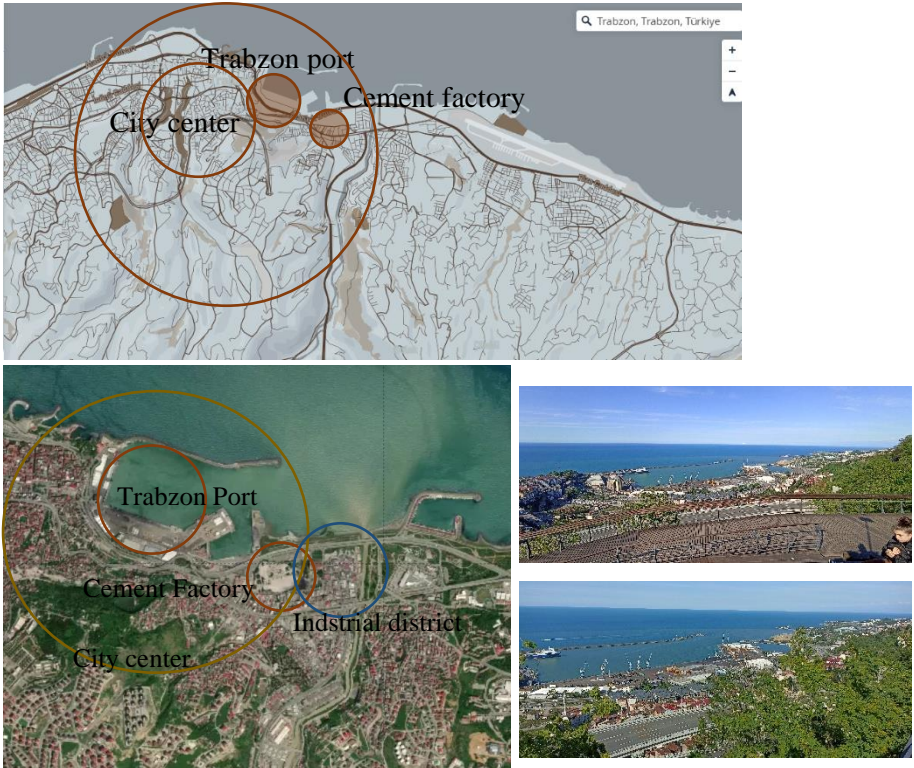 Trabzon, Trabzon, Türkiye
Trabzon port
Cement factory
City center
Trabzon Port
Cement Factory
Indstrial district
City center